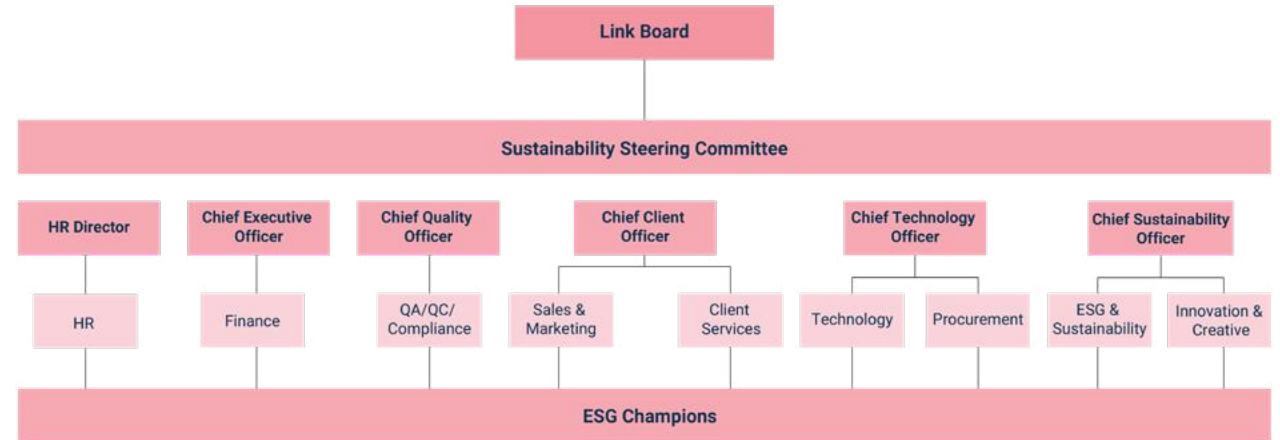 Link Board
Sustainability Steering Committee
HR Director
Chief Executive
Officer
Chief Quality
Officer
Chief Client
Officer
Chief Technology
Officer
Chief Sustainability
Officer
HR
Finance
QA/QC/
Compliance
Sales &
Marketing
Client
Services
Technology
Procurement
ESG &
Sustainability
Innovation &
Creative
ESG Champions